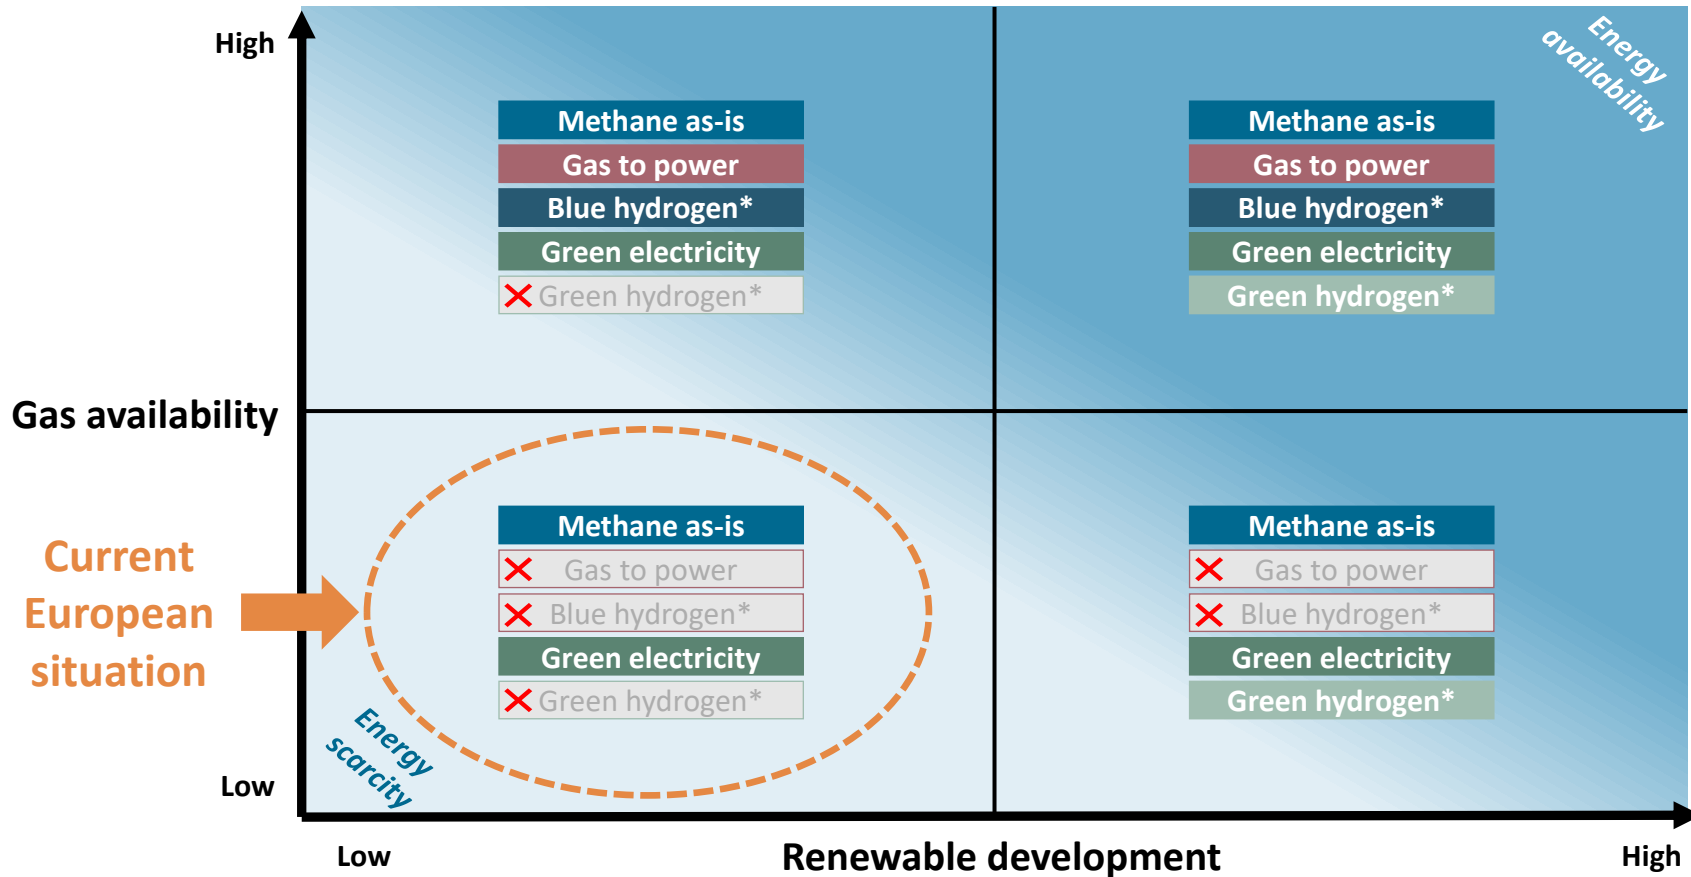 High
Energy
availability
Methane as-is
Gas to power
Blue hydrogen*
Green electricity
Green hydrogen*
Methane as-is
Gas to power
Blue hydrogen*
Green electricity
Green hydrogen*
Gas availability
Current
European
situation
Methane as-is
Gas to power
Blue hydrogen*
Green electricity
Green hydrogen*
Methane as-is
Gas to power
Blue hydrogen*
Green electricity
Green hydrogen*
Energy
scarcity
Low
Low
Renewable development
High